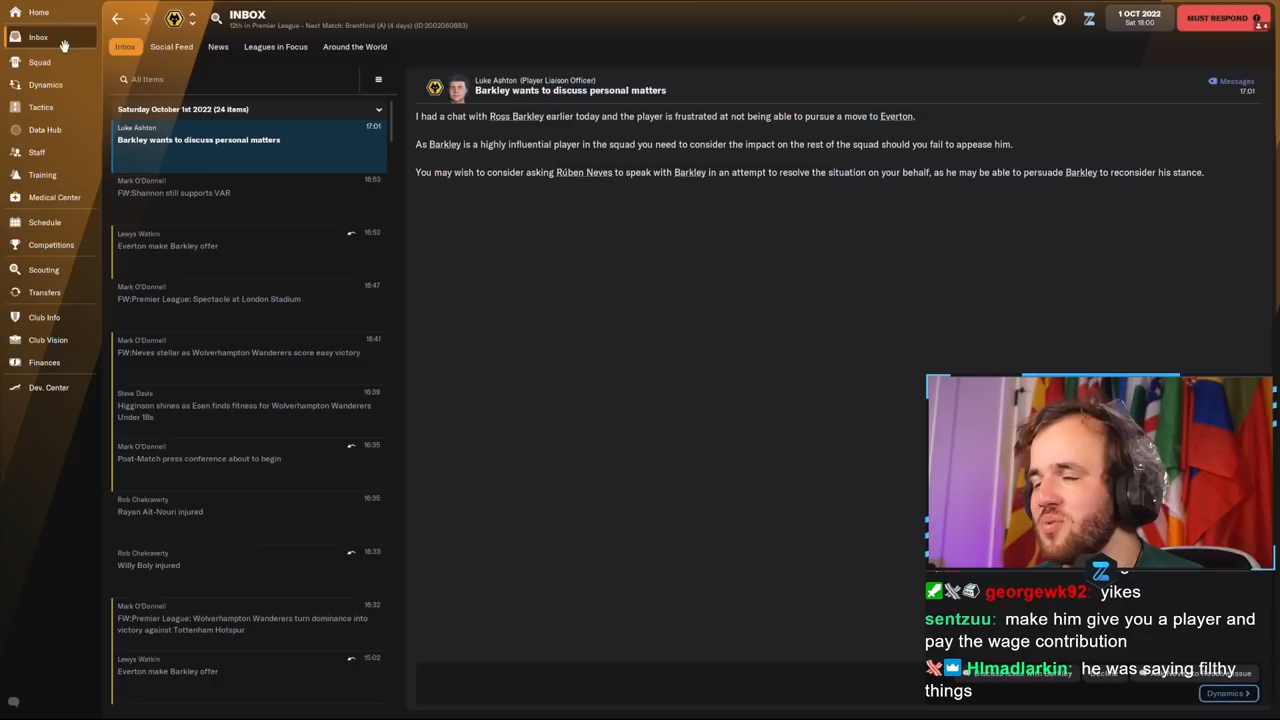 Home
Inbox
Squad
Dynamics
Tactics
Data Hub
Staff
Training
Medical Center
Schedule
Competitions
Scouting
Transfers
Club Info
Club Vision
Finances
Dev. Center
INBOX
12th in Premier League - Next Match: Brentford (A) (4 days) (ID:2002060893)
1 OCT 2022
Sat 18:00
MUST RESPOND
4
Inbox
Social Feed
News
Leagues in Focus
Around the World
All Items
Saturday October 1st 2022 (24 items)
Luke Ashton 17:01
Barkley wants to discuss personal matters
Mark O'Donnell 16:53
FW:Shannon still supports VAR
Lewys Watkin 16:52
Everton make Barkley offer
Mark O'Donnell 16:47
FW:Premier League: Spectacle at London Stadium
Mark O'Donnell 16:41
FW:Neves stellar as Wolverhampton Wanderers score easy victory
Steve Davis 16:39
Higginson shines as Esen finds fitness for Wolverhampton Wanderers
Under 18s
Mark O'Donnell 16:35
Post-Match press conference about to begin
Rob Chakraverty 16:35
Rayan Aït-Nouri injured
Rob Chakraverty 16:33
Willy Boly injured
Mark O'Donnell 16:32
FW:Premier League: Wolverhampton Wanderers turn dominance into
victory against Tottenham Hotspur
Lewys Watkin 15:02
Everton make Barkley offer
Luke Ashton (Player Liaison Officer)
Barkley wants to discuss personal matters
Messages
17:01
I had a chat with Ross Barkley earlier today and the player is frustrated at not being able to pursue a move to Everton.
As Barkley is a highly influential player in the squad you need to consider the impact on the rest of the squad should you fail to appease him.
You may wish to consider asking Rúben Neves to speak with Barkley in an attempt to resolve the situation on your behalf, as he may be able to persuade Barkley to reconsider his stance.
georgewk92: yikes
sentzuu: make him give you a player and
pay the wage contribution
HImadlarkin: he was saying filthy
things
Dynamics >